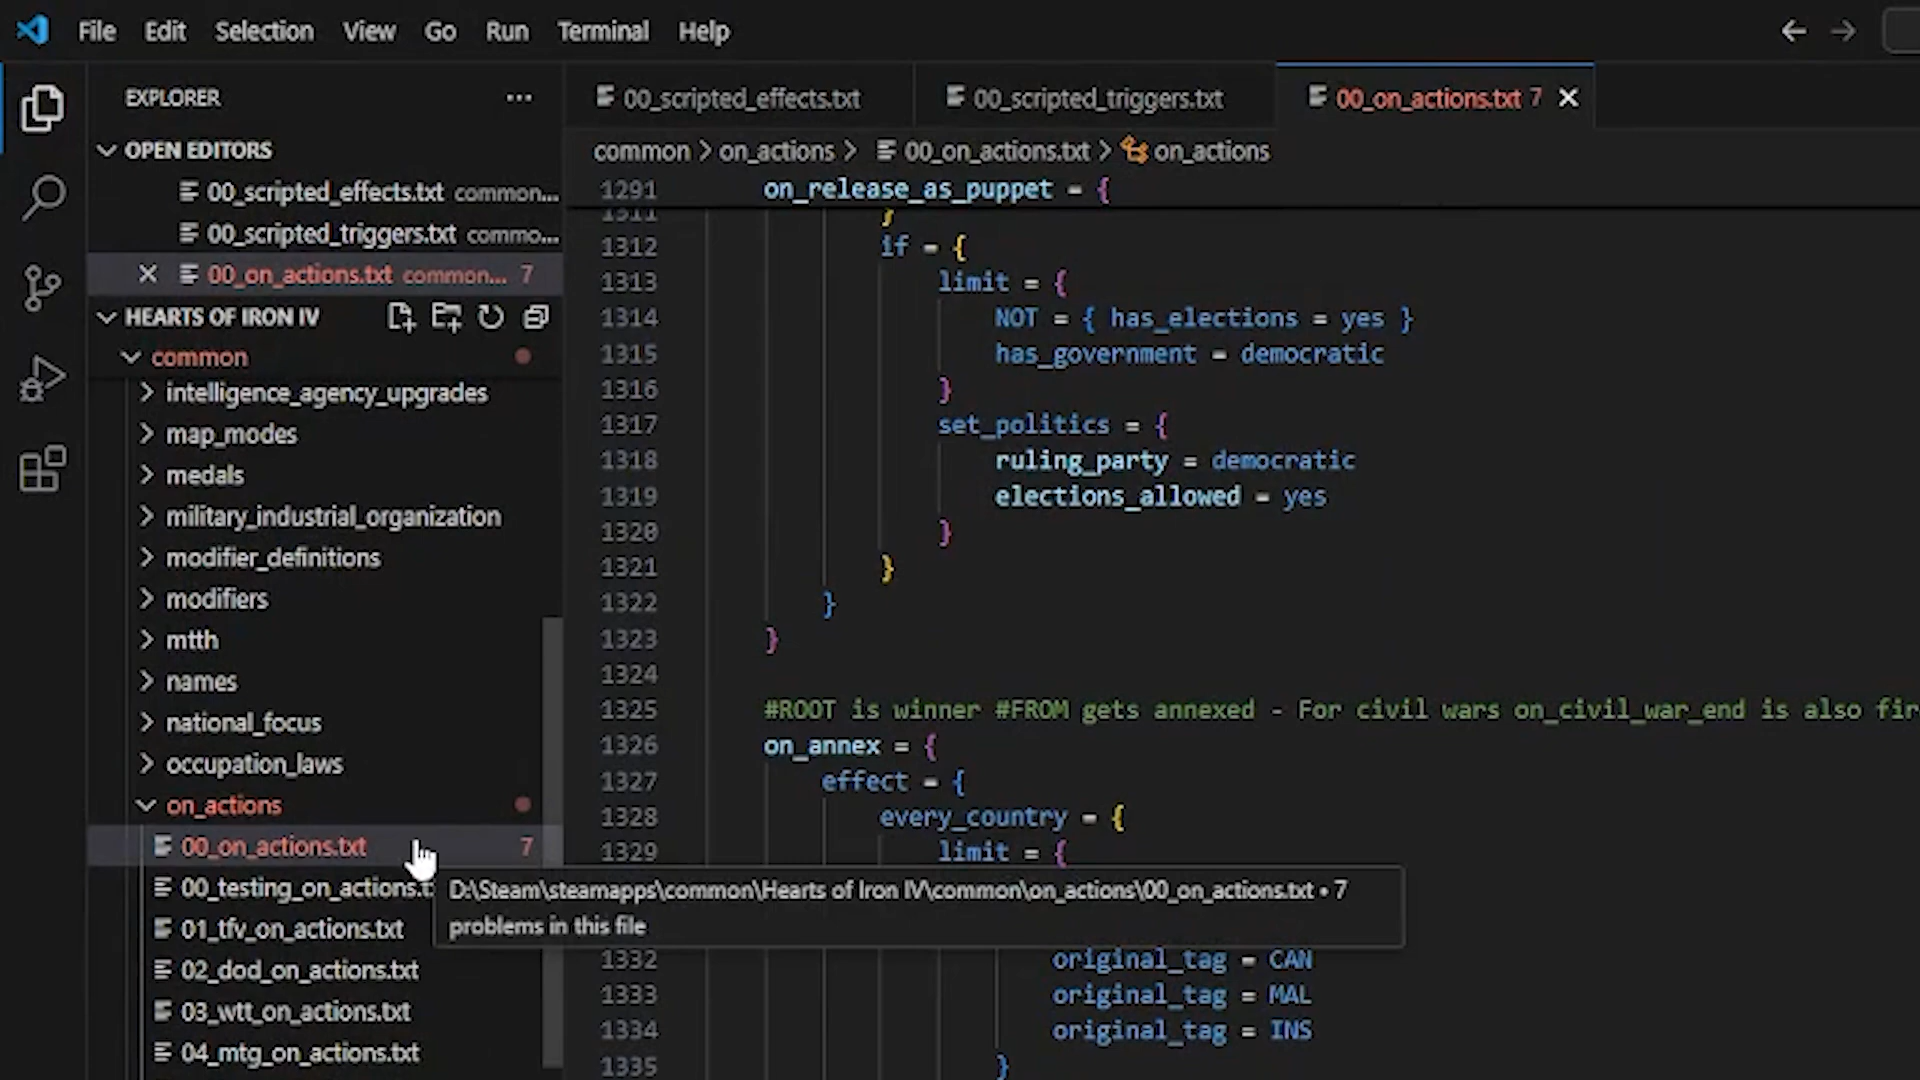 File Edit Selection View Go Run Terminal Help
EXPLORER ...
OPEN EDITORS
00_scripted_effects.txt common...
00_scripted_triggers.txt commo...
00_on_actions.txt common... 7
HEARTS OF IRON IV
common
intelligence_agency_upgrades
map_modes
medals
military_industrial_organization
modifier_definitions
modifiers
mtth
names
national_focus
occupation_laws
on_actions
00_on_actions.txt 7
00_testing_on_actions.t
01_tfv_on_actions.txt
02_dod_on_actions.txt
03_wtt_on_actions.txt
04_mtg_on_actions.txt
00_scripted_effects.txt 00_scripted_triggers.txt 00_on_actions.txt 7
common > on_actions > 00_on_actions.txt > on_actions
1291 on_release_as_puppet = {
1311 }
1312 if = {
1313 limit = {
1314 NOT = { has_elections = yes }
1315 has_government = democratic
1316 }
1317 set_politics = {
1318 ruling_party = democratic
1319 elections_allowed = yes
1320 }
1321 }
1322 }
1323 }
1324
1325 #ROOT is winner #FROM gets annexed - For civil wars on_civil_war_end is also fir
1326 on_annex = {
1327 effect = {
1328 every_country = {
1329 limit = {
D:\Steam\steamapps\common\Hearts of Iron IV\common\on_actions\00_on_actions.txt • 7
problems in this file
1332 original_tag = CAN
1333 original_tag = MAL
1334 original_tag = INS
1335 }